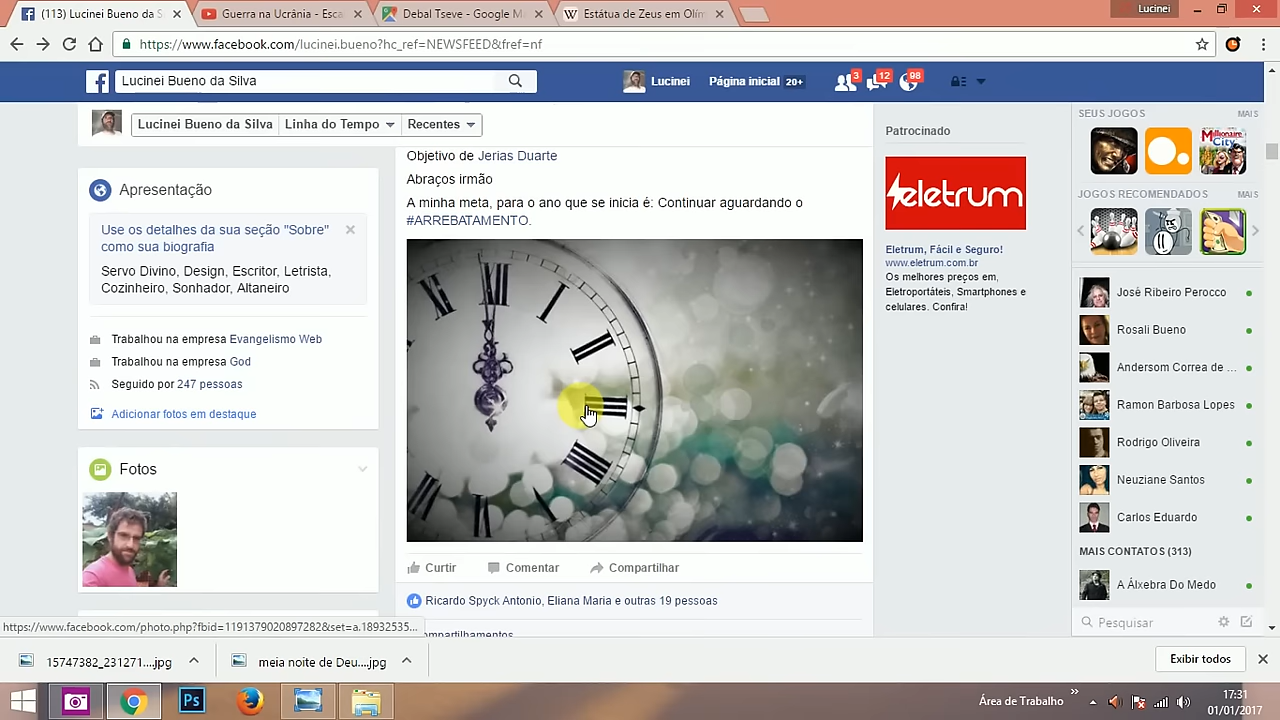 (113) Lucinei Bueno da S
Guerra na Ucrânia - Esca
Debal Tseve - Google M
Estátua de Zeus em Olím
Lucinei
https://www.facebook.com/lucinei.bueno?hc_ref=NEWSFEED&fref=nf
Lucinei Bueno da Silva
Lucinei
Página inicial 20+
3
12
98
Lucinei Bueno da Silva
Linha do Tempo
Recentes
Apresentação
Use os detalhes da sua seção "Sobre"
como sua biografia
Servo Divino, Design, Escritor, Letrista,
Cozinheiro, Sonhador, Altaneiro
Trabalhou na empresa Evangelismo Web
Trabalhou na empresa God
Seguido por 247 pessoas
Adicionar fotos em destaque
Fotos
Objetivo de Jerias Duarte
Abraços irmão
A minha meta, para o ano que se inicia é: Continuar aguardando o
#ARREBATAMENTO.
Curtir
Comentar
Compartilhar
Ricardo Spyck Antonio, Eliana Maria e outras 19 pessoas
Patrocinado
eletrum
Eletrum, Fácil e Seguro!
www.eletrum.com.br
Os melhores preços em,
Eletroportáteis, Smartphones e
celulares. Confira!
SEUS JOGOS
MAIS
Millionaire
City
JOGOS RECOMENDADOS
MAIS
José Ribeiro Perocco
Rosali Bueno
Andersom Correa de ...
Ramon Barbosa Lopes
Rodrigo Oliveira
Neuziane Santos
Carlos Eduardo
MAIS CONTATOS (313)
A Álxebra Do Medo
Pesquisar
https://www.facebook.com/photo.php?fbid=1191379020897282&set=a.18932535...
15747382_231271....jpg
meia noite de Deu....jpg
Exibir todos
Ps
Área de Trabalho
17:31
01/01/2017